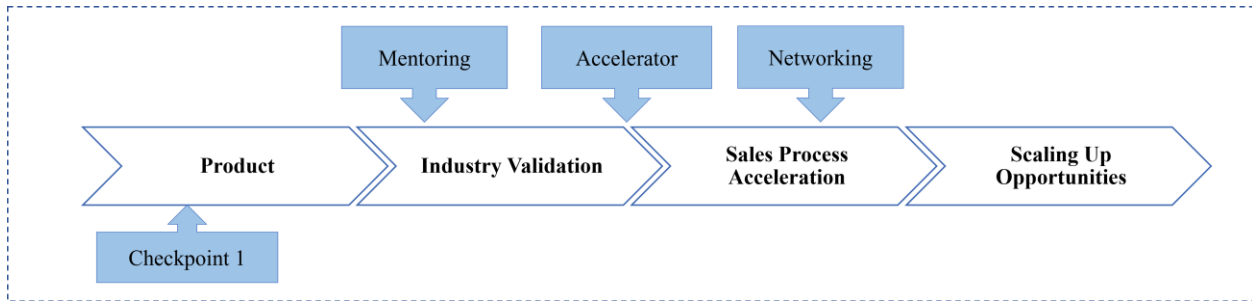 Mentoring
Accelerator
Networking
Product
Industry Validation
Sales Process
Acceleration
Scaling Up
Opportunities
Checkpoint 1